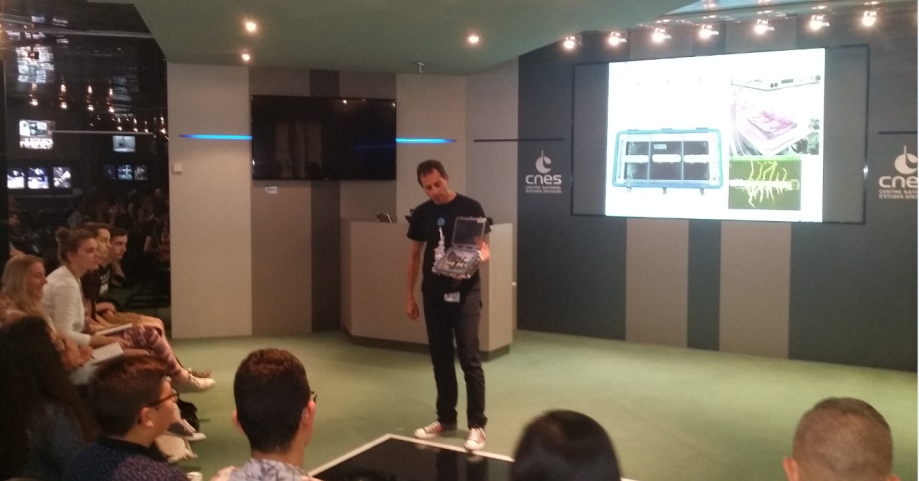 cnes
CENTRE NATIONAL
D'ÉTUDES SPATIALES
cnes
CENTRE NATIONAL
D'ÉTUDES SPATIALES